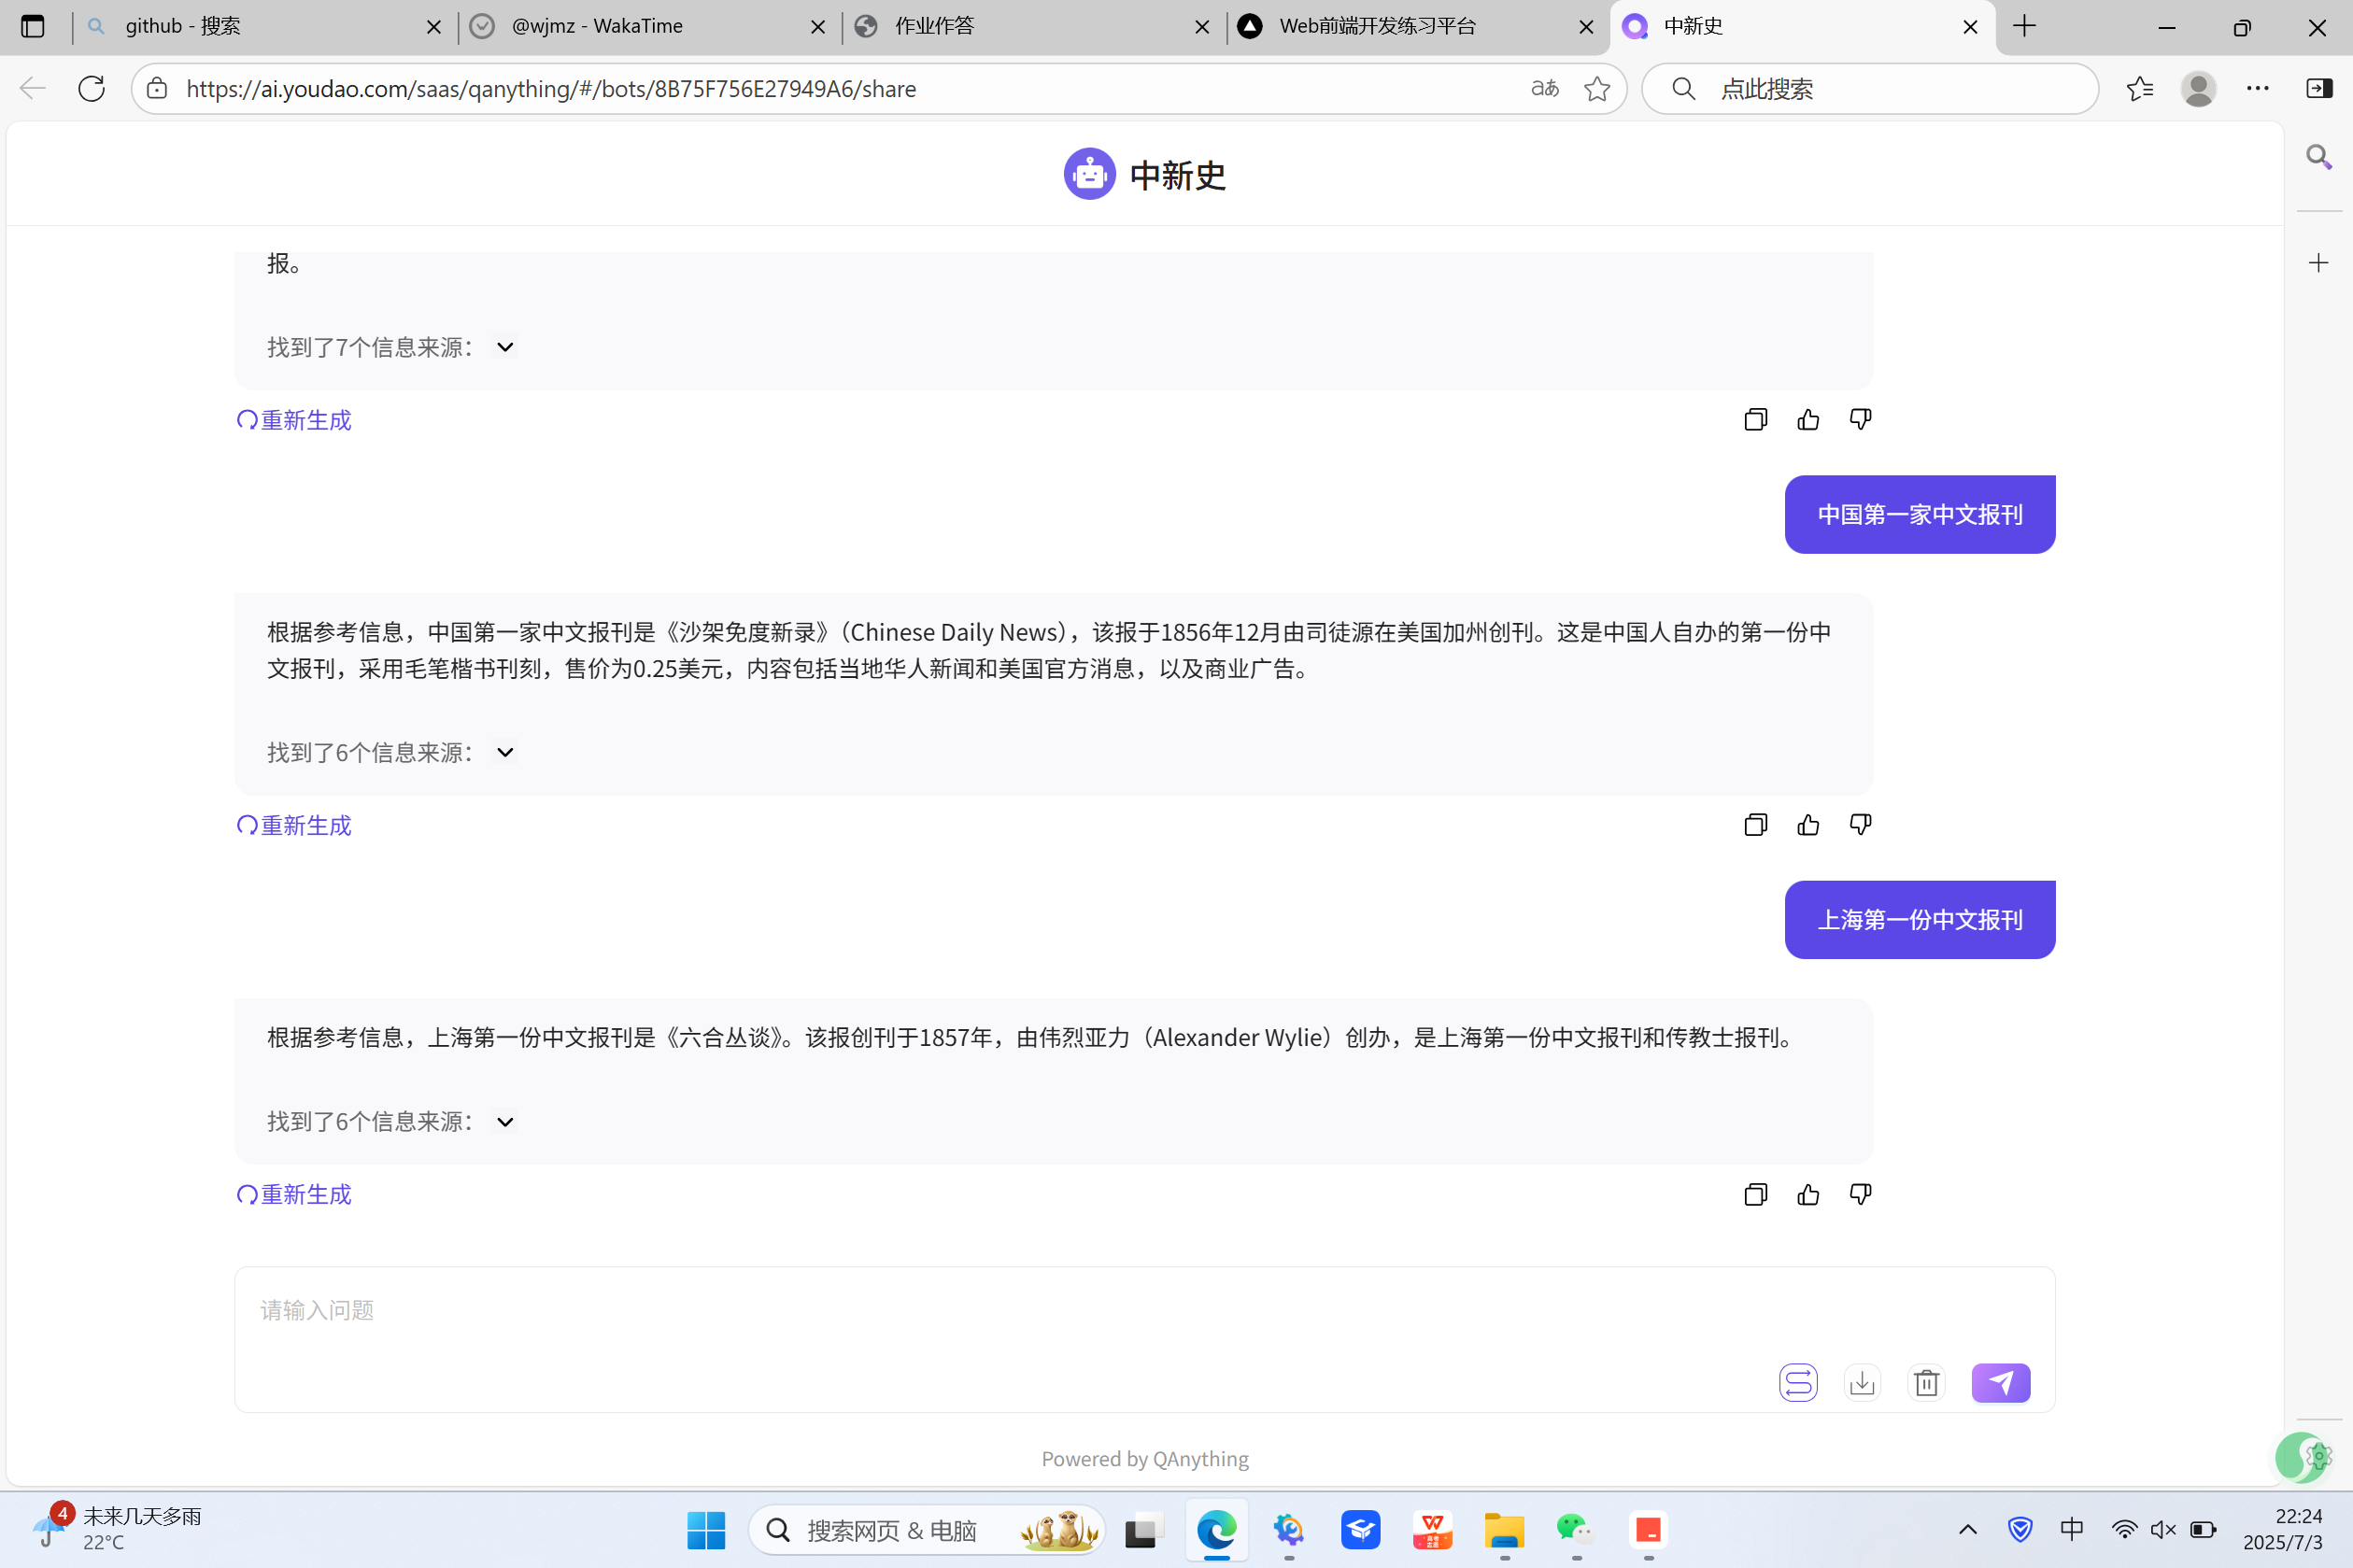 github - 搜索
@wjmz - WakaTime
作业作答
Web前端开发练习平台
中新史
https://ai.youdao.com/saas/qanything/#/bots/8B75F756E27949A6/share
aあ
点此搜索
中新史
报。
找到了7个信息来源：
重新生成
中国第一家中文报刊
根据参考信息，中国第一家中文报刊是《沙架免度新录》（Chinese Daily News），该报于1856年12月由司徒源在美国加州创刊。这是中国人自办的第一份中
文报刊，采用毛笔楷书刊刻，售价为0.25美元，内容包括当地华人新闻和美国官方消息，以及商业广告。
找到了6个信息来源：
重新生成
上海第一份中文报刊
根据参考信息，上海第一份中文报刊是《六合丛谈》。该报创刊于1857年，由伟烈亚力（Alexander Wylie）创办，是上海第一份中文报刊和传教士报刊。
找到了6个信息来源：
重新生成
请输入问题
Powered by QAnything
4
未来几天多雨
22°C
搜索网页 & 电脑
中
22:24
2025/7/3